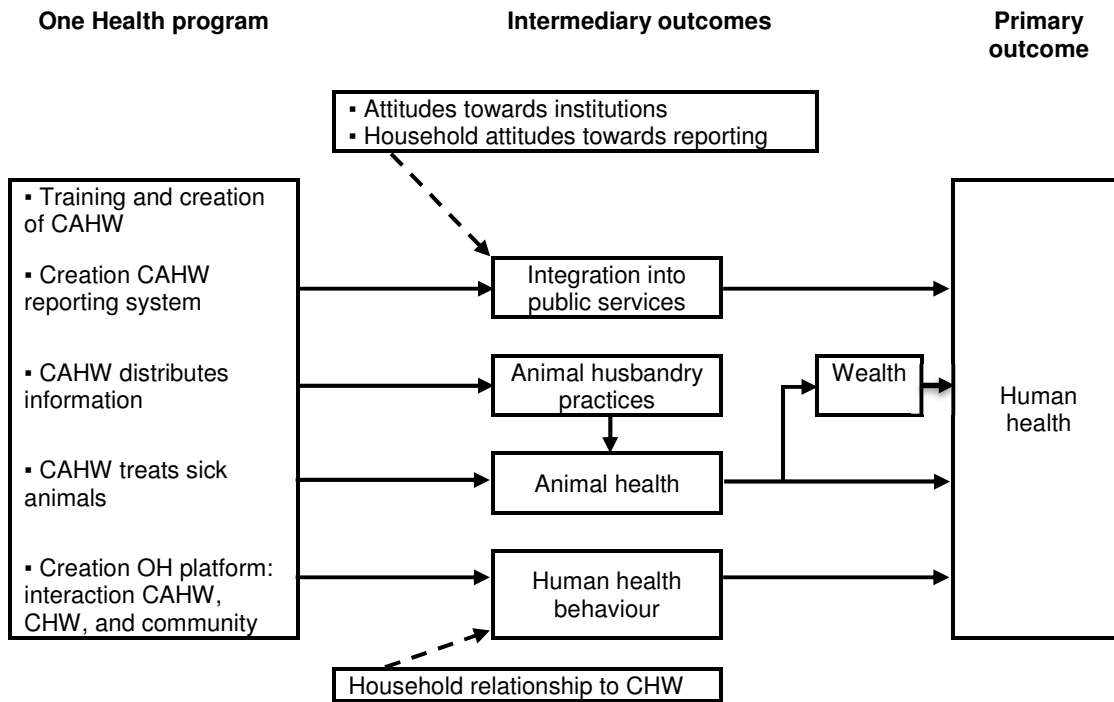 One Health program
Intermediary outcomes
Primary
outcome
▪ Attitudes towards institutions
▪ Household attitudes towards reporting
▪ Training and creation
of CAHW
▪ Creation CAHW
reporting system
▪ CAHW distributes
information
▪ CAHW treats sick
animals
▪ Creation OH platform:
interaction CAHW,
CHW, and community
Integration into
public services
Animal husbandry
practices
Animal health
Human health
behaviour
Wealth
Human
health
Household relationship to CHW